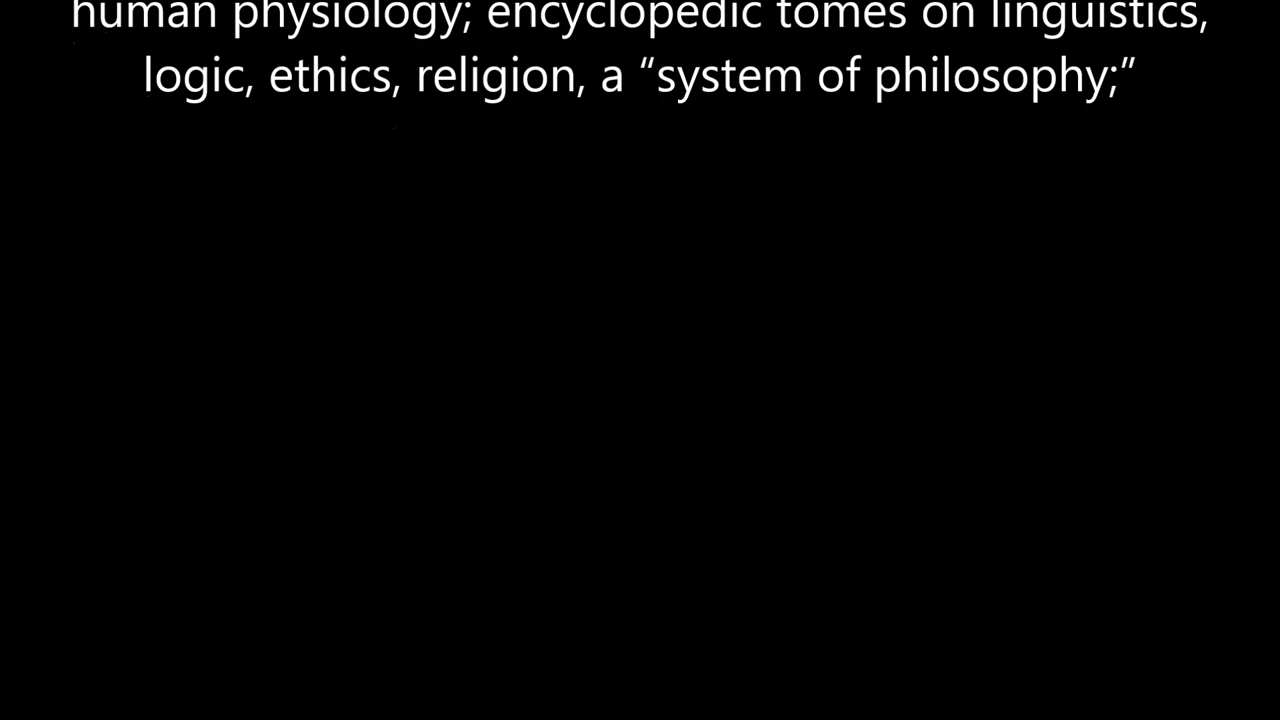 human physiology; encyclopedic tomes on linguistics,
logic, ethics, religion, a “system of philosophy;”